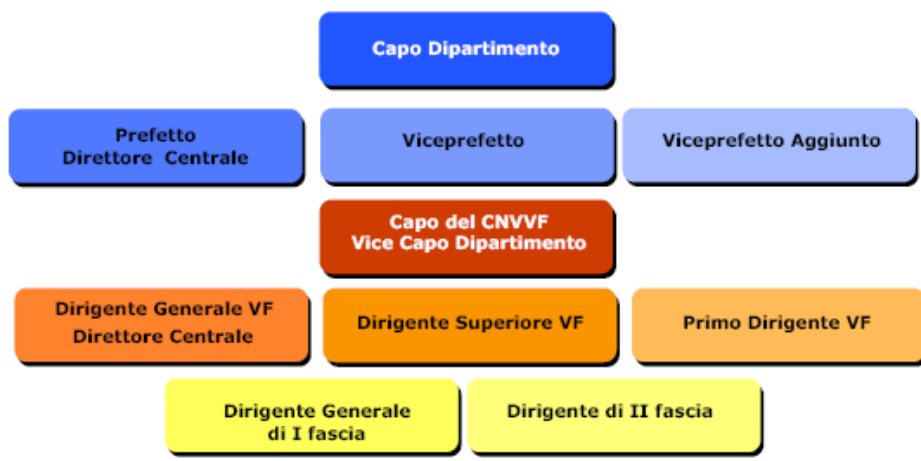 Capo Dipartimento
Prefetto
Direttore Centrale
Viceprefetto
Viceprefetto Aggiunto
Capo del CNVVF
Vice Capo Dipartimento
Dirigente Generale VF
Direttore Centrale
Dirigente Superiore VF
Primo Dirigente VF
Dirigente Generale
di I fascia
Dirigente di II fascia